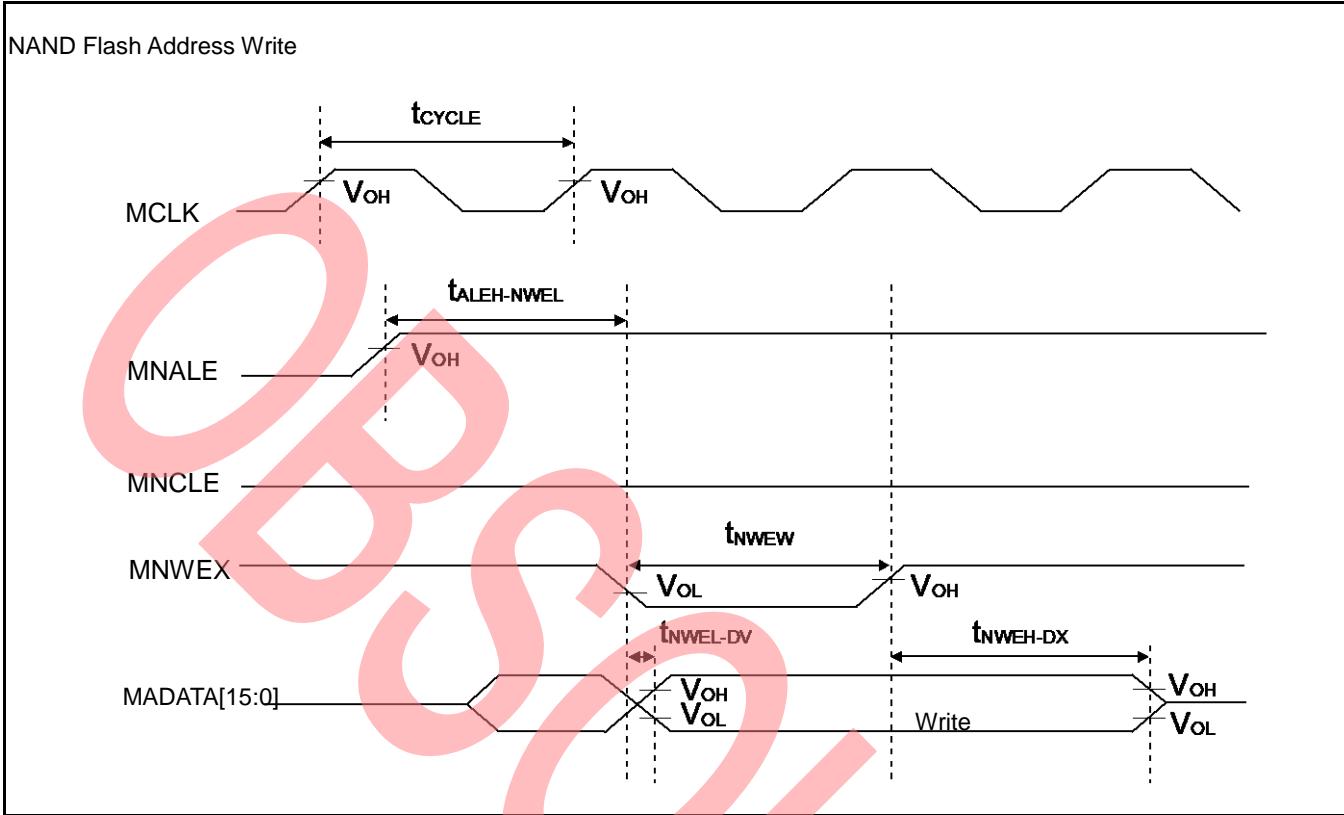 NAND Flash Address Write
tCYCLE
MCLK VOH VOH
tALEH-NWEL
MNALE VOH
MNCLE
tNWEW
MNWEX VOL VOH
tNWEL-DV tNWEH-DX
MADATA[15:0] VOH VOH
VOL Write VOL
OBSOL